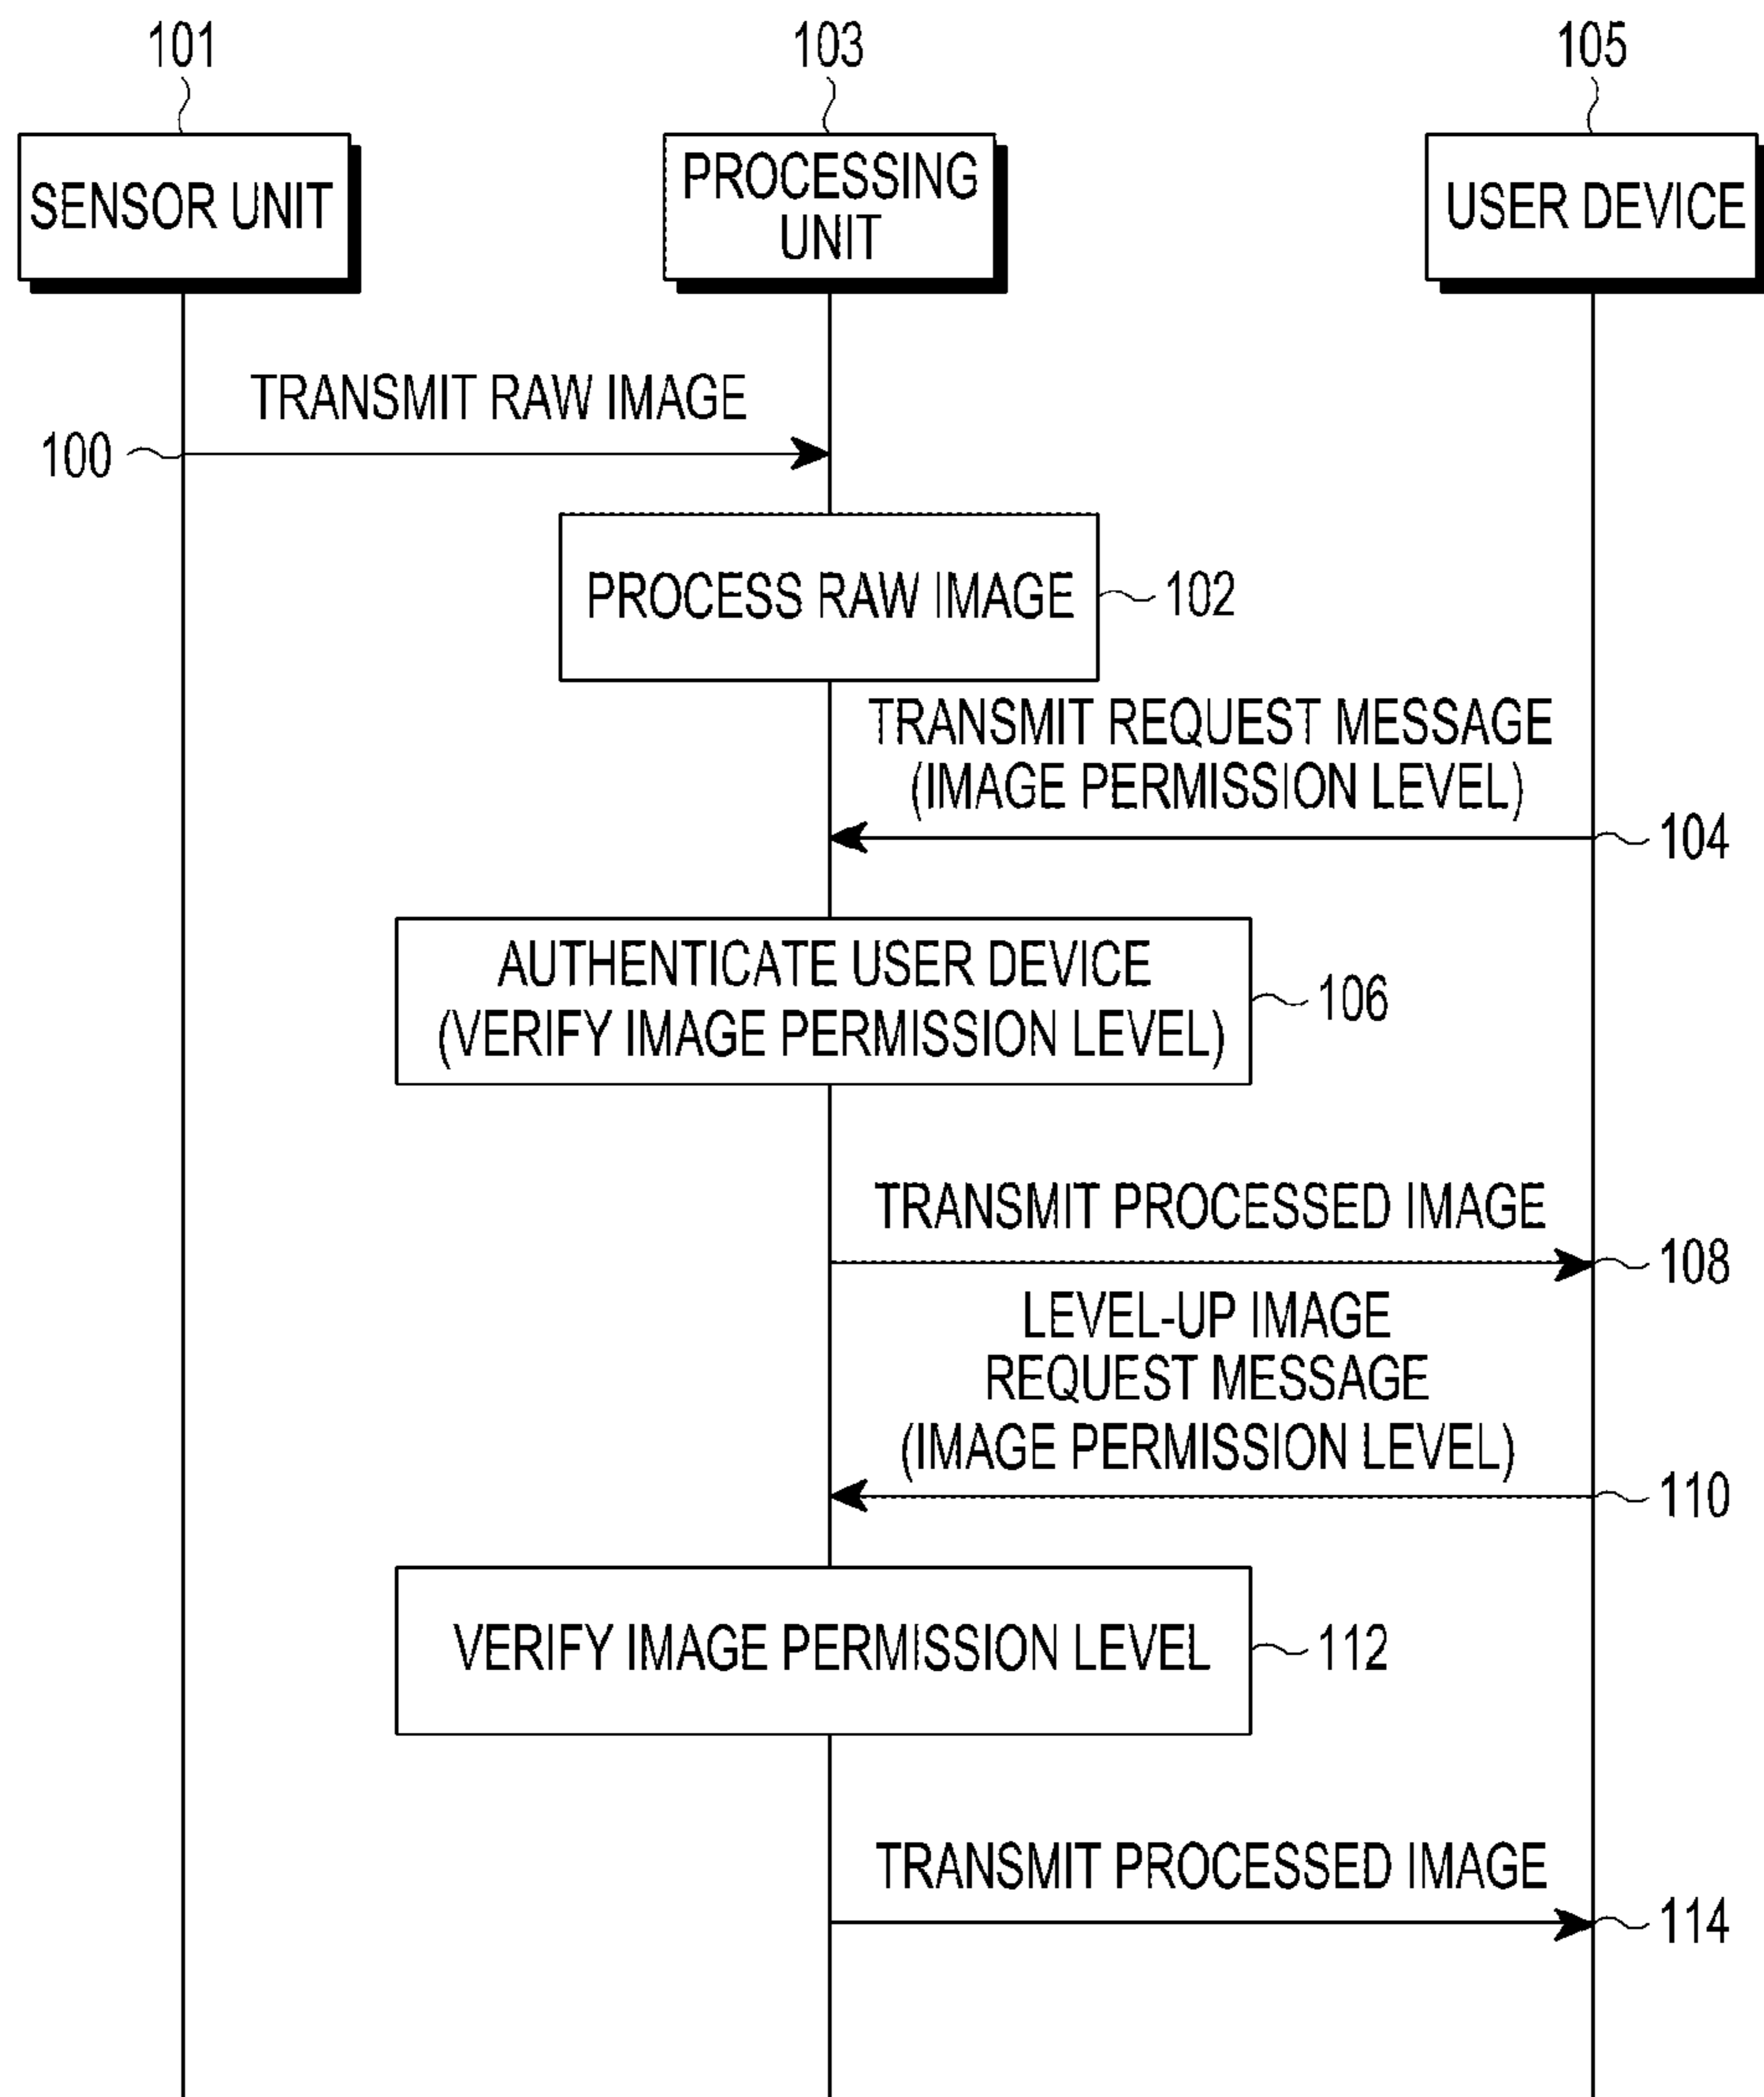 101
103
105
SENSOR UNIT
PROCESSING
UNIT
USER DEVICE
TRANSMIT RAW IMAGE
100
PROCESS RAW IMAGE
102
TRANSMIT REQUEST MESSAGE
(IMAGE PERMISSION LEVEL)
104
AUTHENTICATE USER DEVICE
(VERIFY IMAGE PERMISSION LEVEL)
106
TRANSMIT PROCESSED IMAGE
108
LEVEL-UP IMAGE
REQUEST MESSAGE
(IMAGE PERMISSION LEVEL)
110
VERIFY IMAGE PERMISSION LEVEL
112
TRANSMIT PROCESSED IMAGE
114